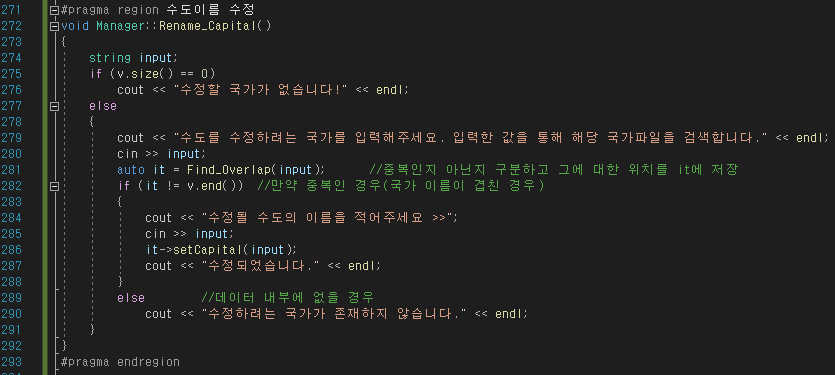 271 #pragma region 수도이름 수정
272 void Manager::Rename_Capital()
273 {
274 string input;
275 if (v.size() == 0)
276 cout << "수정할 국가가 없습니다!" << endl;
277 else
278 {
279 cout << "수도를 수정하려는 국가를 입력해주세요. 입력한 값을 통해 해당 국가파일을 검색합니다." << endl;
280 cin >> input;
281 auto it = Find_Overlap(input); //중복인지 아닌지 구분하고 그에 대한 위치를 it에 저장
282 if (it != v.end()) //만약 중복인 경우(국가 이름이 겹친 경우)
283 {
284 cout << "수정될 수도의 이름을 적어주세요 >>";
285 cin >> input;
286 it->setCapital(input);
287 cout << "수정되었습니다." << endl;
288 }
289 else //데이터 내부에 없을 경우
290 cout << "수정하려는 국가가 존재하지 않습니다." << endl;
291 }
292 }
293 #pragma endregion